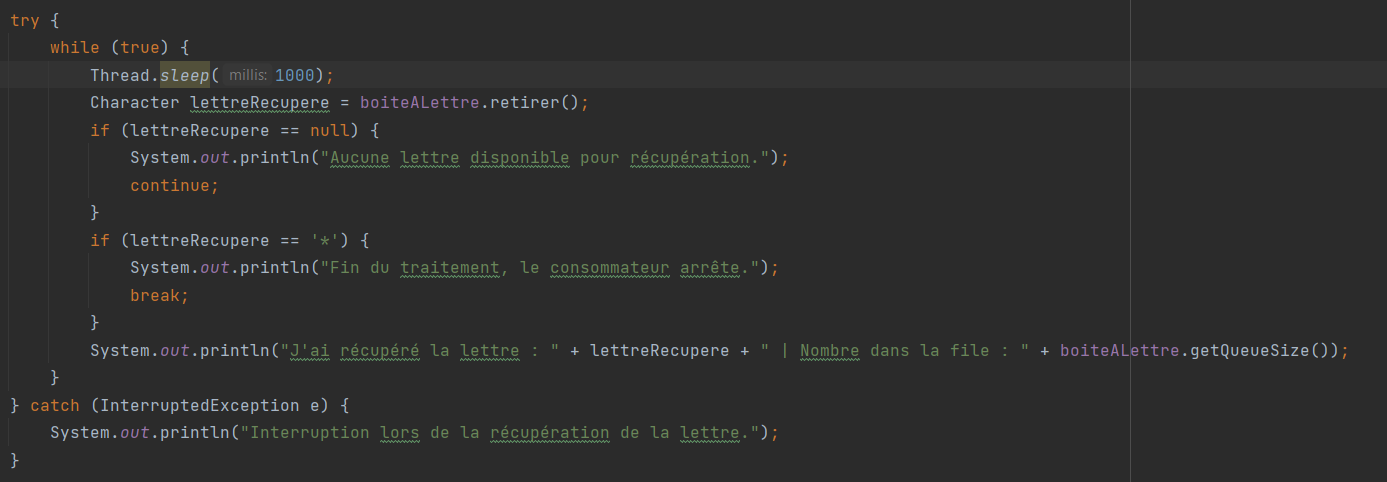 try {
    while (true) {
        Thread.sleep( millis: 1000);
        Character lettreRecupere = boiteALettre.retirer();
        if (lettreRecupere == null) {
            System.out.println("Aucune lettre disponible pour récupération.");
            continue;
        }
        if (lettreRecupere == '*') {
            System.out.println("Fin du traitement, le consommateur arrête.");
            break;
        }
        System.out.println("J'ai récupéré la lettre : " + lettreRecupere + " | Nombre dans la file : " + boiteALettre.getQueueSize());
    }
} catch (InterruptedException e) {
    System.out.println("Interruption lors de la récupération de la lettre.");
}